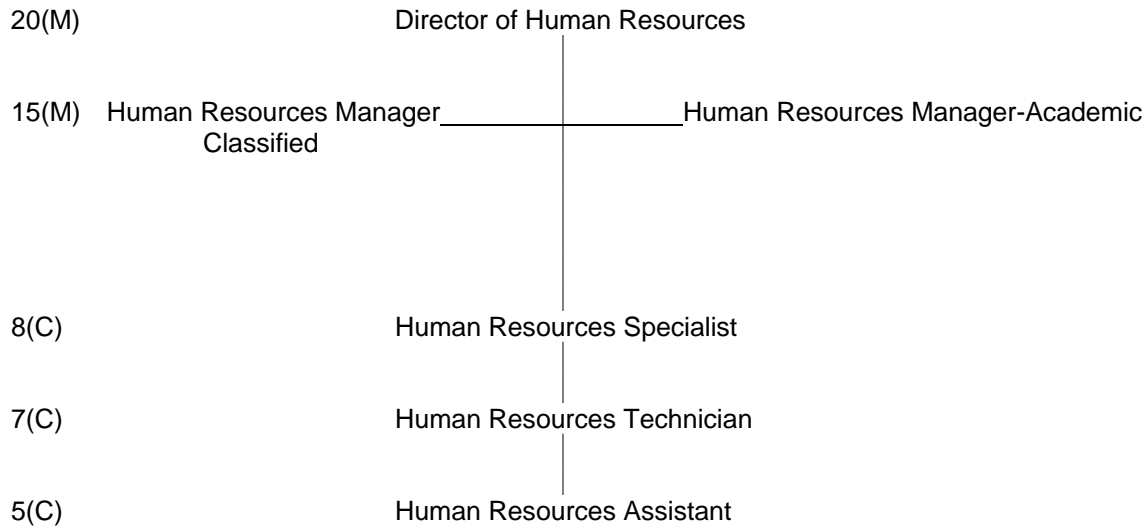 20(M) Director of Human Resources
15(M) Human Resources Manager Human Resources Manager-Academic
Classified
8(C) Human Resources Specialist
7(C) Human Resources Technician
5(C) Human Resources Assistant